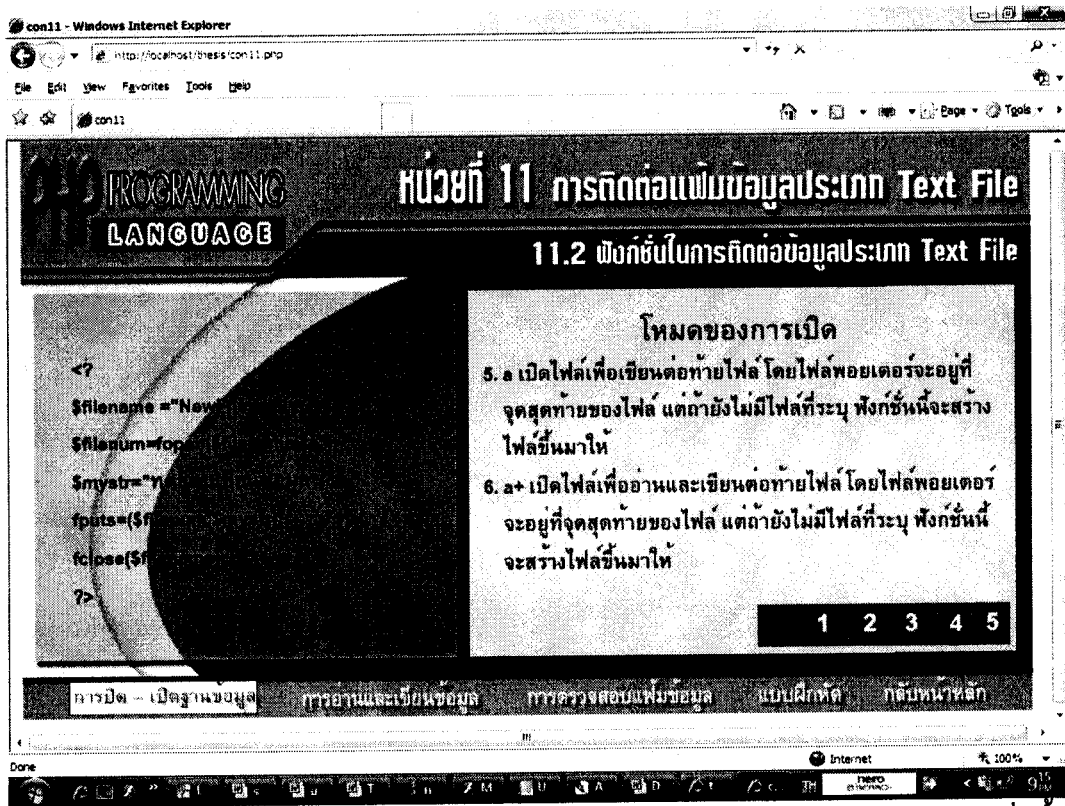 con11 - Windows Internet Explorer
http://localhost/thesis/con11.php
File Edit View Favorites Tools Help
con11
Page Tools
PHP PROGRAMMING
LANGUAGE
หน่วยที่ 11 การติดต่อแฟ้มข้อมูลประเภท Text File
11.2 ฟังก์ชั่นในการติดต่อข้อมูลประเภท Text File
<?
$filename ="New
$filenum=fop
$mystr="
fputs=($f
fclose($f
?>
โหมดของการเปิด
5. a เปิดไฟล์เพื่อเขียนต่อท้ายไฟล์ โดยไฟล์พอยเตอร์จะอยู่ที่
จุดสุดท้ายของไฟล์ แต่ถ้ายังไม่มีไฟล์ที่ระบุ ฟังก์ชั่นนี้จะสร้าง
ไฟล์ขึ้นมาให้
6. a+ เปิดไฟล์เพื่ออ่านและเขียนต่อท้ายไฟล์ โดยไฟล์พอยเตอร์
จะอยู่ที่จุดสุดท้ายของไฟล์ แต่ถ้ายังไม่มีไฟล์ที่ระบุ ฟังก์ชั่นนี้
จะสร้างไฟล์ขึ้นมาให้
1 2 3 4 5
การปิด – เปิดฐานข้อมูล การอ่านและเขียนข้อมูล การตรวจสอบแฟ้มข้อมูล แบบฝึกหัด กลับหน้าหลัก
Done Internet 100%
TH nero